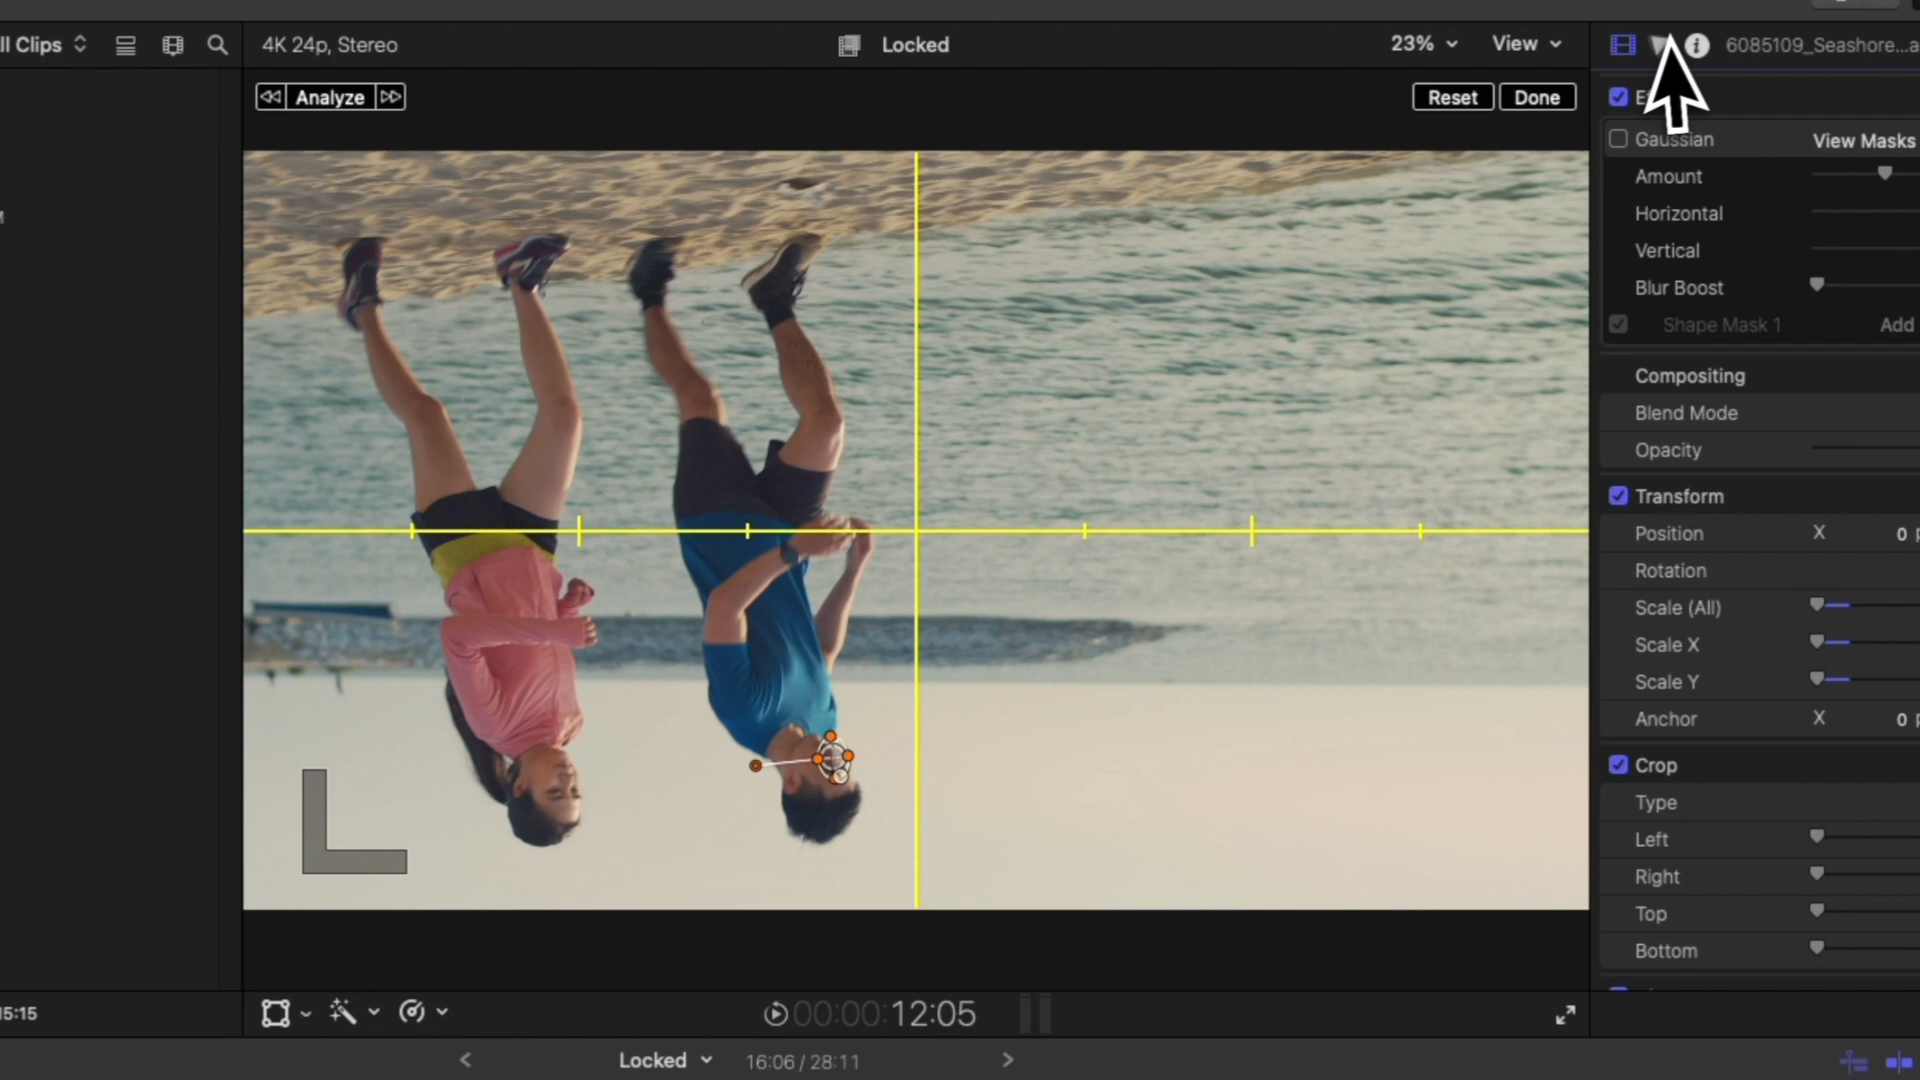 ll Clips
4K 24p, Stereo
Locked
23%
View
6085109_Seashore...a
Analyze
Reset
Done
Gaussian
View Masks
Amount
Horizontal
Vertical
Blur Boost
Shape Mask 1
Add
Compositing
Blend Mode
Opacity
Transform
Position X 0 p
Rotation
Scale (All)
Scale X
Scale Y
Anchor X 0 p
Crop
Type
Left
Right
Top
Bottom
15:15
00:00:12:05
Locked
16:06 / 28:11